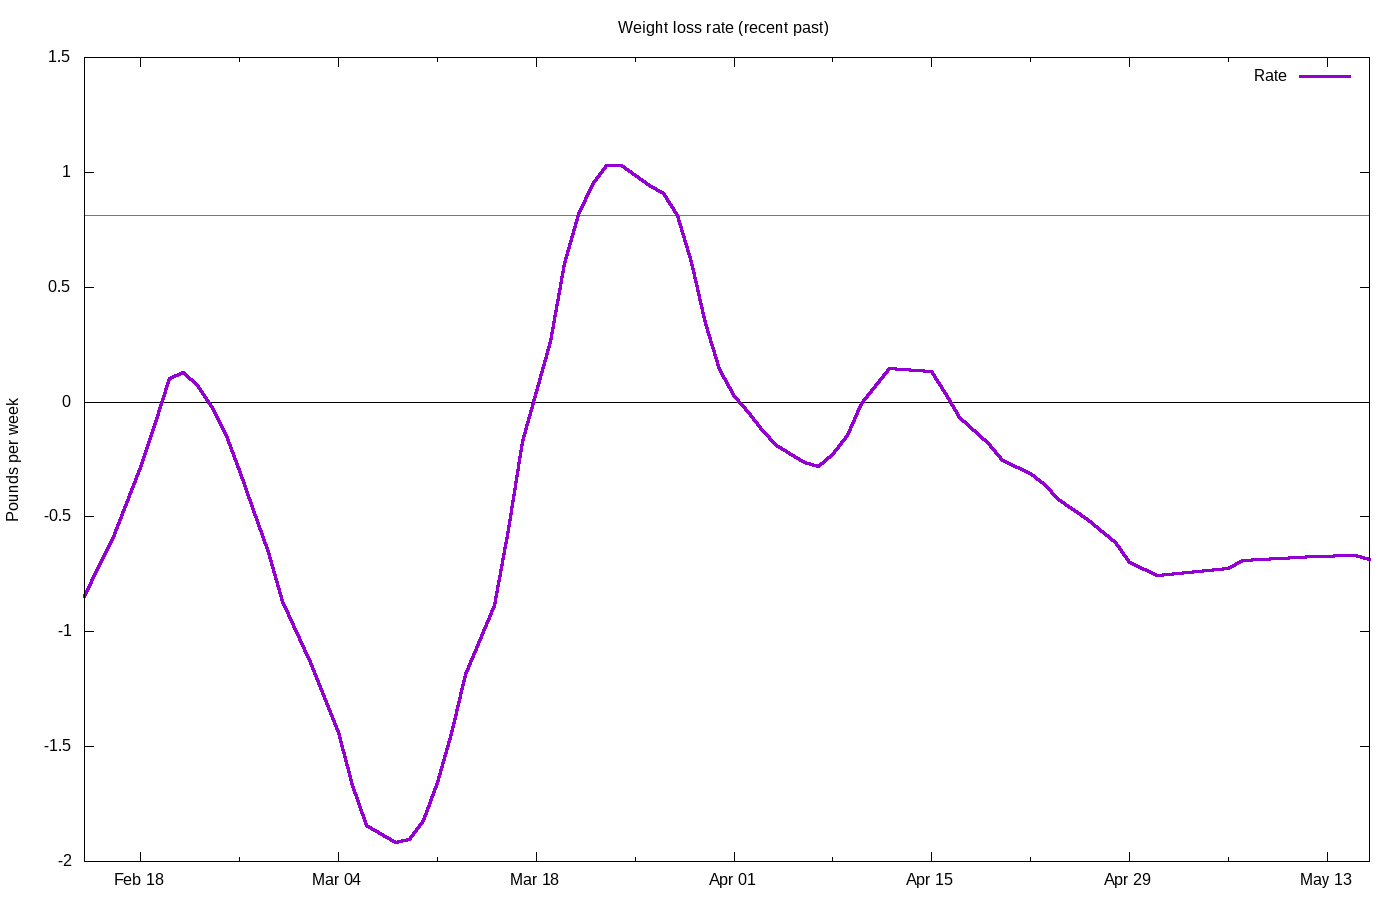 Weight loss rate (recent past)
Rate
1.5
1
0.5
0
-0.5
-1
-1.5
-2
Pounds per week
Feb 18
Mar 04
Mar 18
Apr 01
Apr 15
Apr 29
May 13